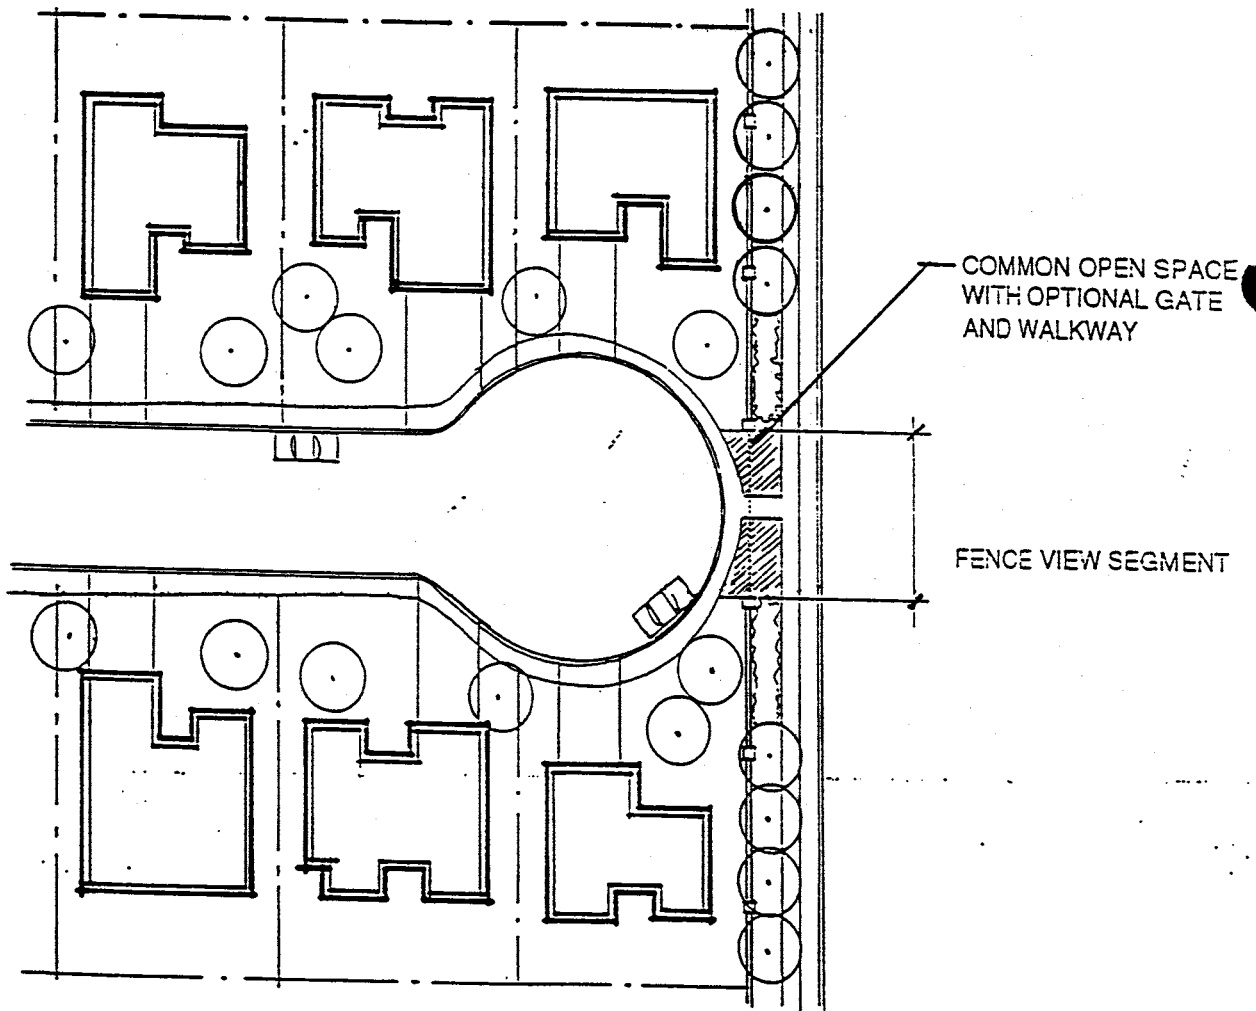 COMMON OPEN SPACE
WITH OPTIONAL GATE
AND WALKWAY
FENCE VIEW SEGMENT